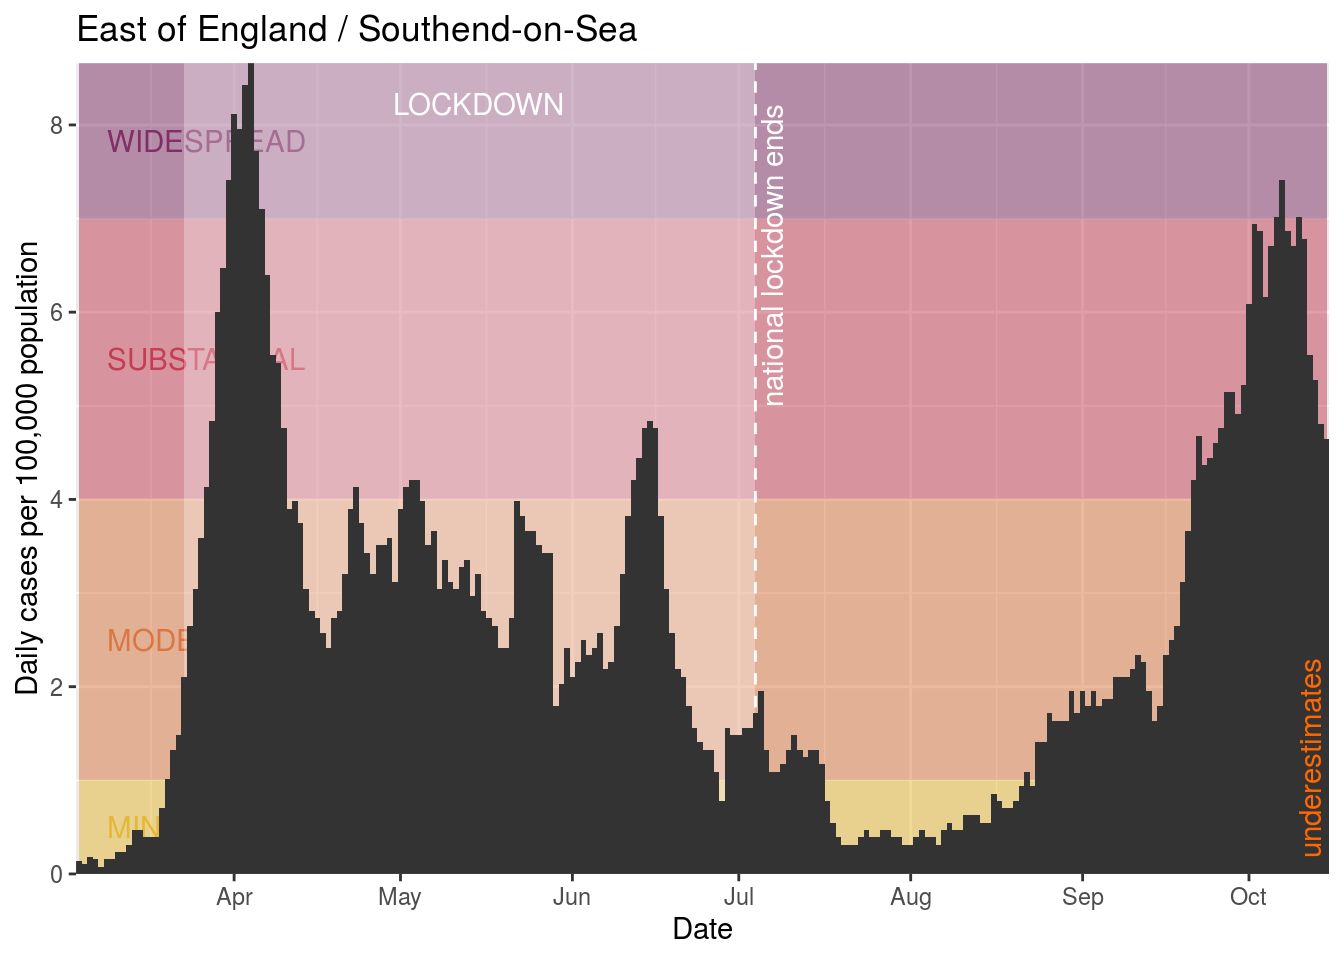 East of England / Southend-on-Sea
LOCKDOWN
WIDESPREAD
national lockdown ends
SUBSTA AL
MODE
MIN
underestimates
Daily cases per 100,000 population
8
6
4
2
0
Apr May Jun Jul Aug Sep Oct
Date